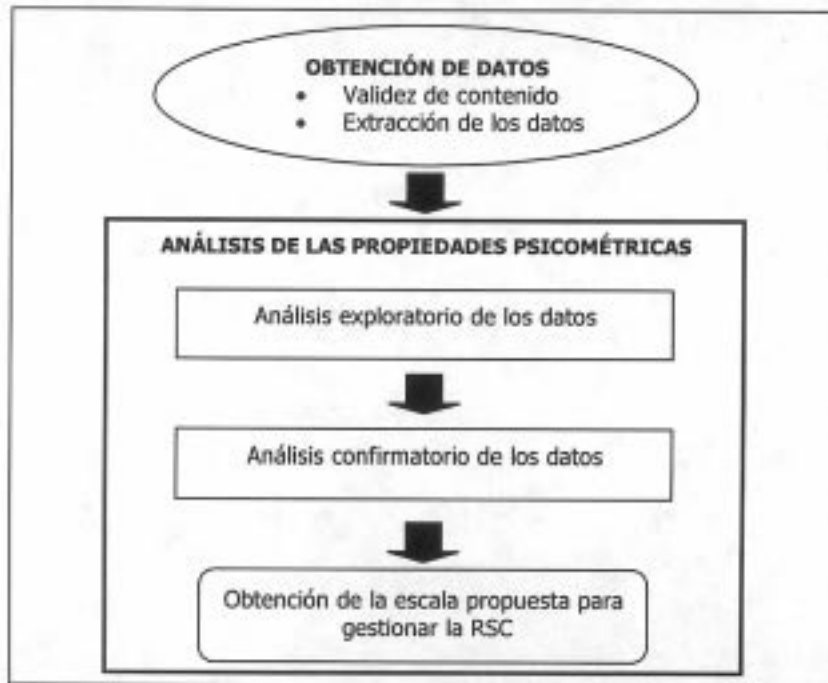 OBTENCIÓN DE DATOS
• Validez de contenido
• Extracción de los datos
ANÁLISIS DE LAS PROPIEDADES PSICOMÉTRICAS
Análisis exploratorio de los datos
Análisis confirmatorio de los datos
Obtención de la escala propuesta para
gestionar la RSC